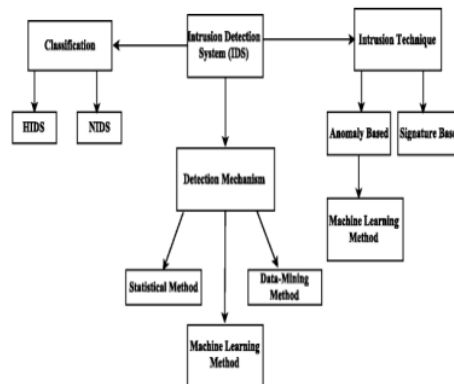 Classification
Intrusion Detection
System (IDS)
Intrusion Technique
HIDS
NIDS
Anomaly Based
Signature Base
Detection Mechanism
Machine Learning
Method
Statistical Method
Data-Mining
Method
Machine Learning
Method